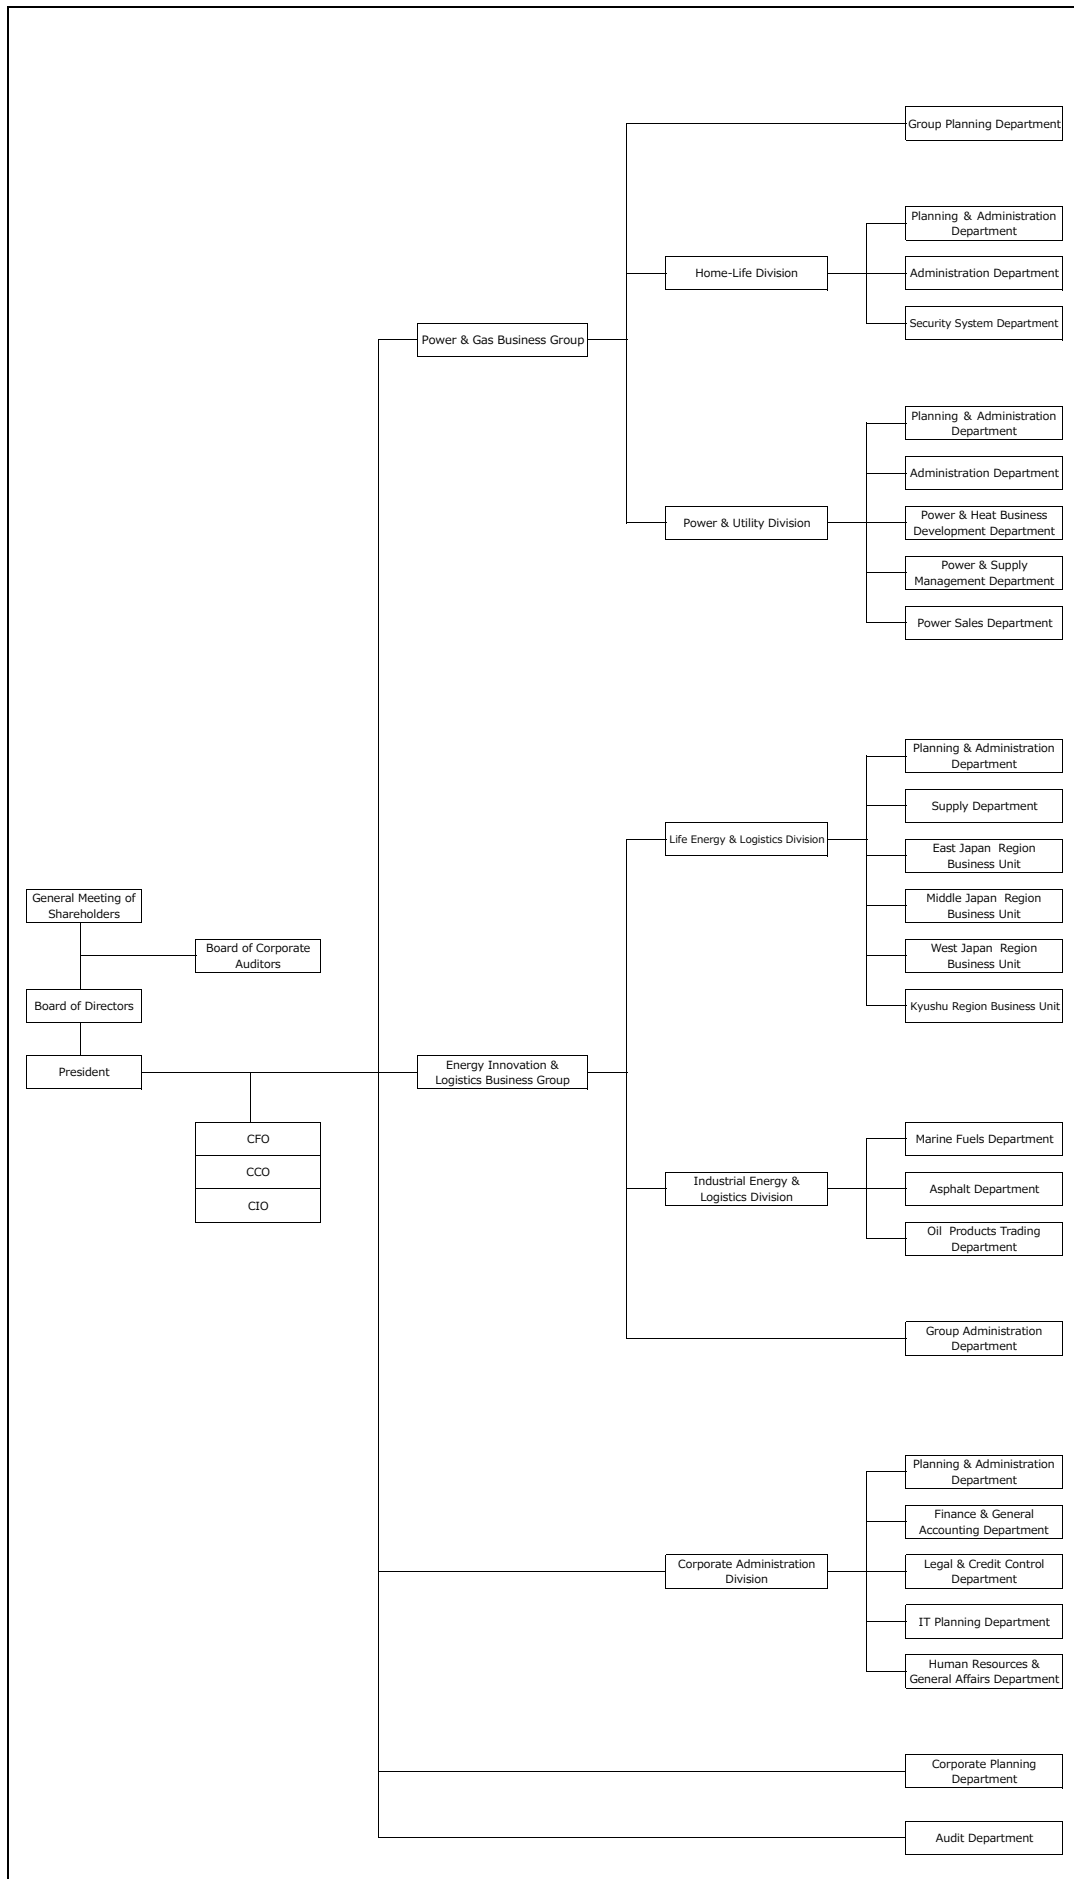 General Meeting of
Shareholders
Board of Corporate
Auditors
Board of Directors
President
CFO
CCO
CIO
Power & Gas Business Group
Group Planning Department
Home-Life Division
Planning & Administration
Department
Administration Department
Security System Department
Power & Utility Division
Planning & Administration
Department
Administration Department
Power & Heat Business
Development Department
Power & Supply
Management Department
Power Sales Department
Energy Innovation &
Logistics Business Group
Life Energy & Logistics Division
Planning & Administration
Department
Supply Department
East Japan Region
Business Unit
Middle Japan Region
Business Unit
West Japan Region
Business Unit
Kyushu Region Business Unit
Industrial Energy &
Logistics Division
Marine Fuels Department
Asphalt Department
Oil Products Trading
Department
Group Administration
Department
Corporate Administration
Division
Planning & Administration
Department
Finance & General
Accounting Department
Legal & Credit Control
Department
IT Planning Department
Human Resources &
General Affairs Department
Corporate Planning
Department
Audit Department